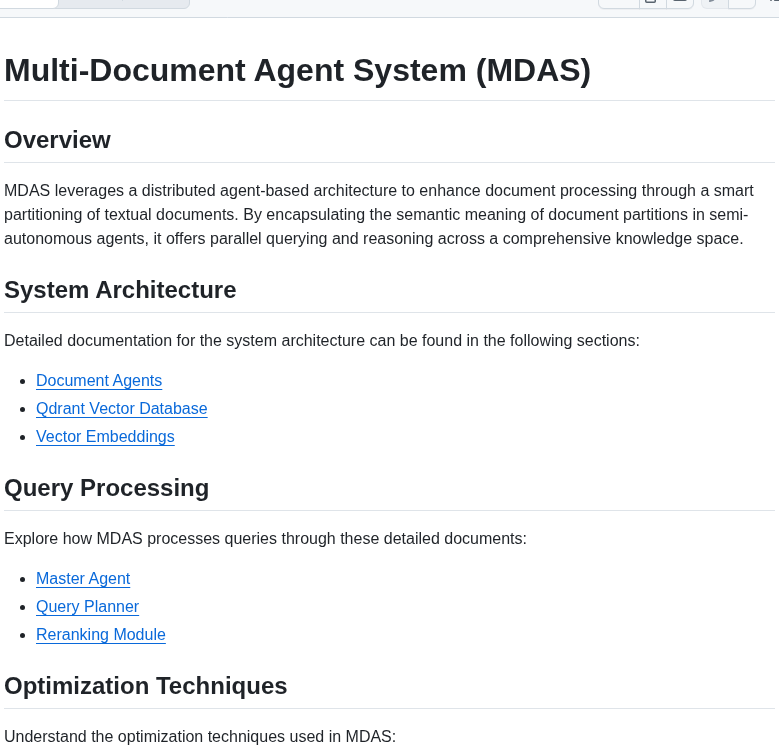 Multi-Document Agent System (MDAS)
Overview
MDAS leverages a distributed agent-based architecture to enhance document processing through a smart
partitioning of textual documents. By encapsulating the semantic meaning of document partitions in semi-
autonomous agents, it offers parallel querying and reasoning across a comprehensive knowledge space.
System Architecture
Detailed documentation for the system architecture can be found in the following sections:
Document Agents
Qdrant Vector Database
Vector Embeddings
Query Processing
Explore how MDAS processes queries through these detailed documents:
Master Agent
Query Planner
Reranking Module
Optimization Techniques
Understand the optimization techniques used in MDAS: